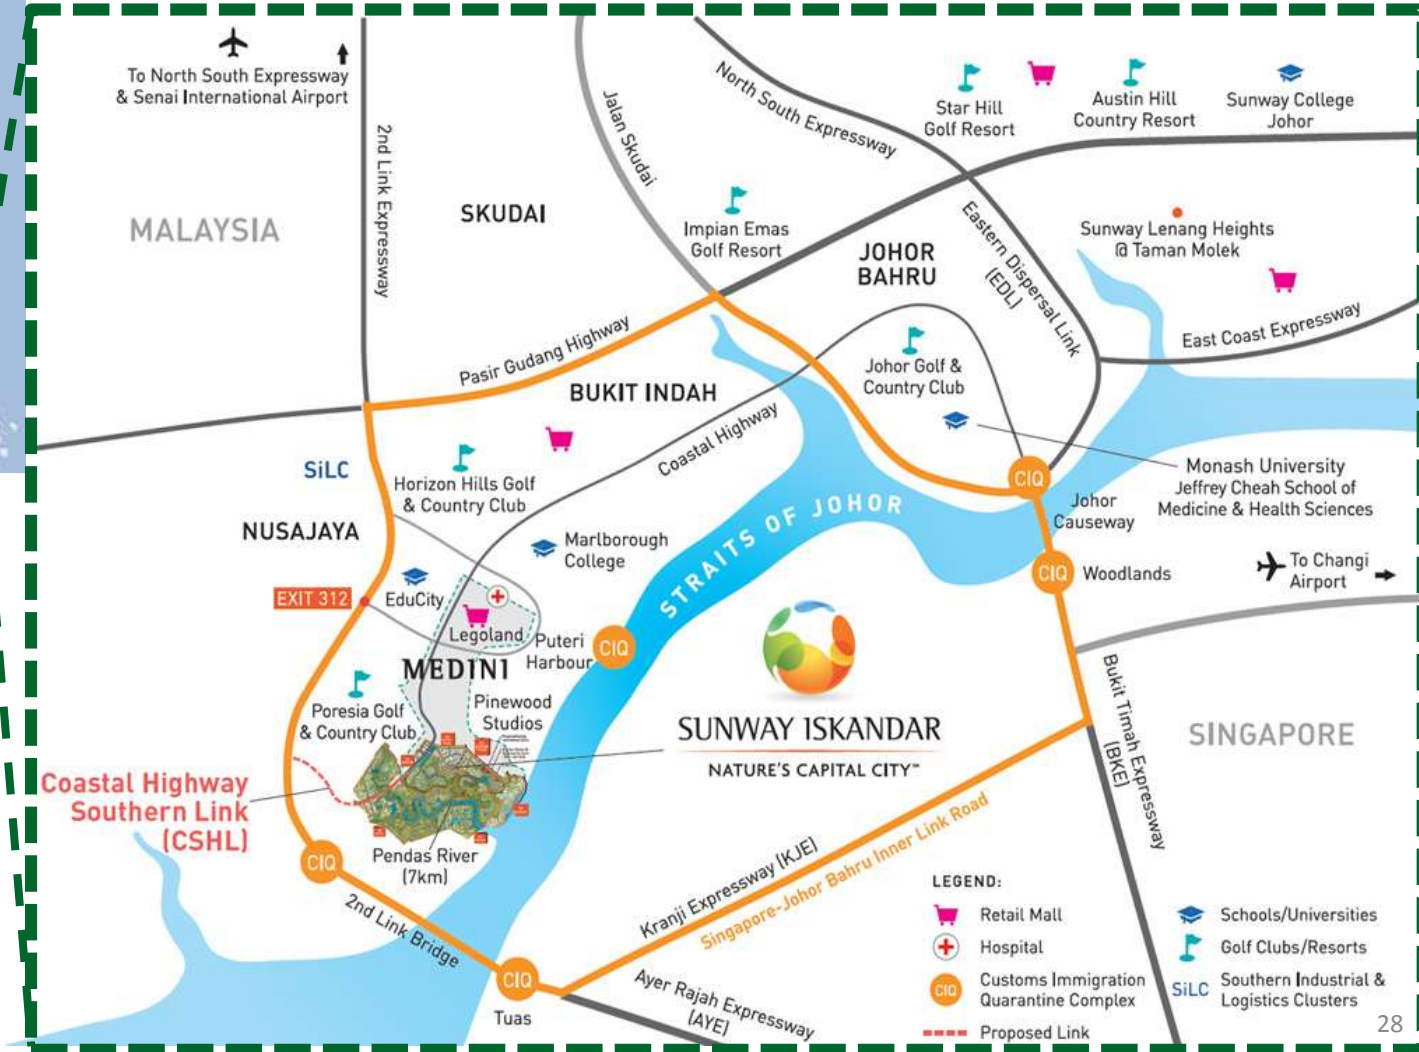 To North South Expressway
& Senai International Airport
2nd Link Expressway
Jalan Skudai
North South Expressway
Star Hill
Golf Resort
Austin Hill
Country Resort
Sunway College
Johor
MALAYSIA
SKUDAI
Impian Emas
Golf Resort
JOHOR
BAHRU
Eastern Dispersal Link
(EDL)
Sunway Lenang Heights
@ Taman Molek
East Coast Expressway
Pasir Gudang Highway
BUKIT INDAH
Johor Golf &
Country Club
Coastal Highway
SiLC
Horizon Hills Golf
& Country Club
NUSAJAYA
Marlborough
College
STRAITS OF JOHOR
CIQ
Johor
Causeway
Monash University
Jeffrey Cheah School of
Medicine & Health Sciences
CIQ
Woodlands
To Changi
Airport
EXIT 312
EduCity
Legoland
Puteri
Harbour
CIQ
MEDINI
Poresia Golf
& Country Club
Pinewood
Studios
SUNWAY ISKANDAR
NATURE'S CAPITAL CITY™
Bukit Timah Expressway
(BKE)
SINGAPORE
Coastal Highway
Southern Link
(CSHL)
CIQ
Pendas River
(7km)
2nd Link Bridge
CIQ
Tuas
Kranji Expressway (KJE)
Singapore-Johor Bahru Inner Link Road
Ayer Rajah Expressway
(AYE)
LEGEND:
Retail Mall
Hospital
CIQ
Customs Immigration
Quarantine Complex
Proposed Link
Schools/Universities
Golf Clubs/Resorts
SiLC
Southern Industrial &
Logistics Clusters
28